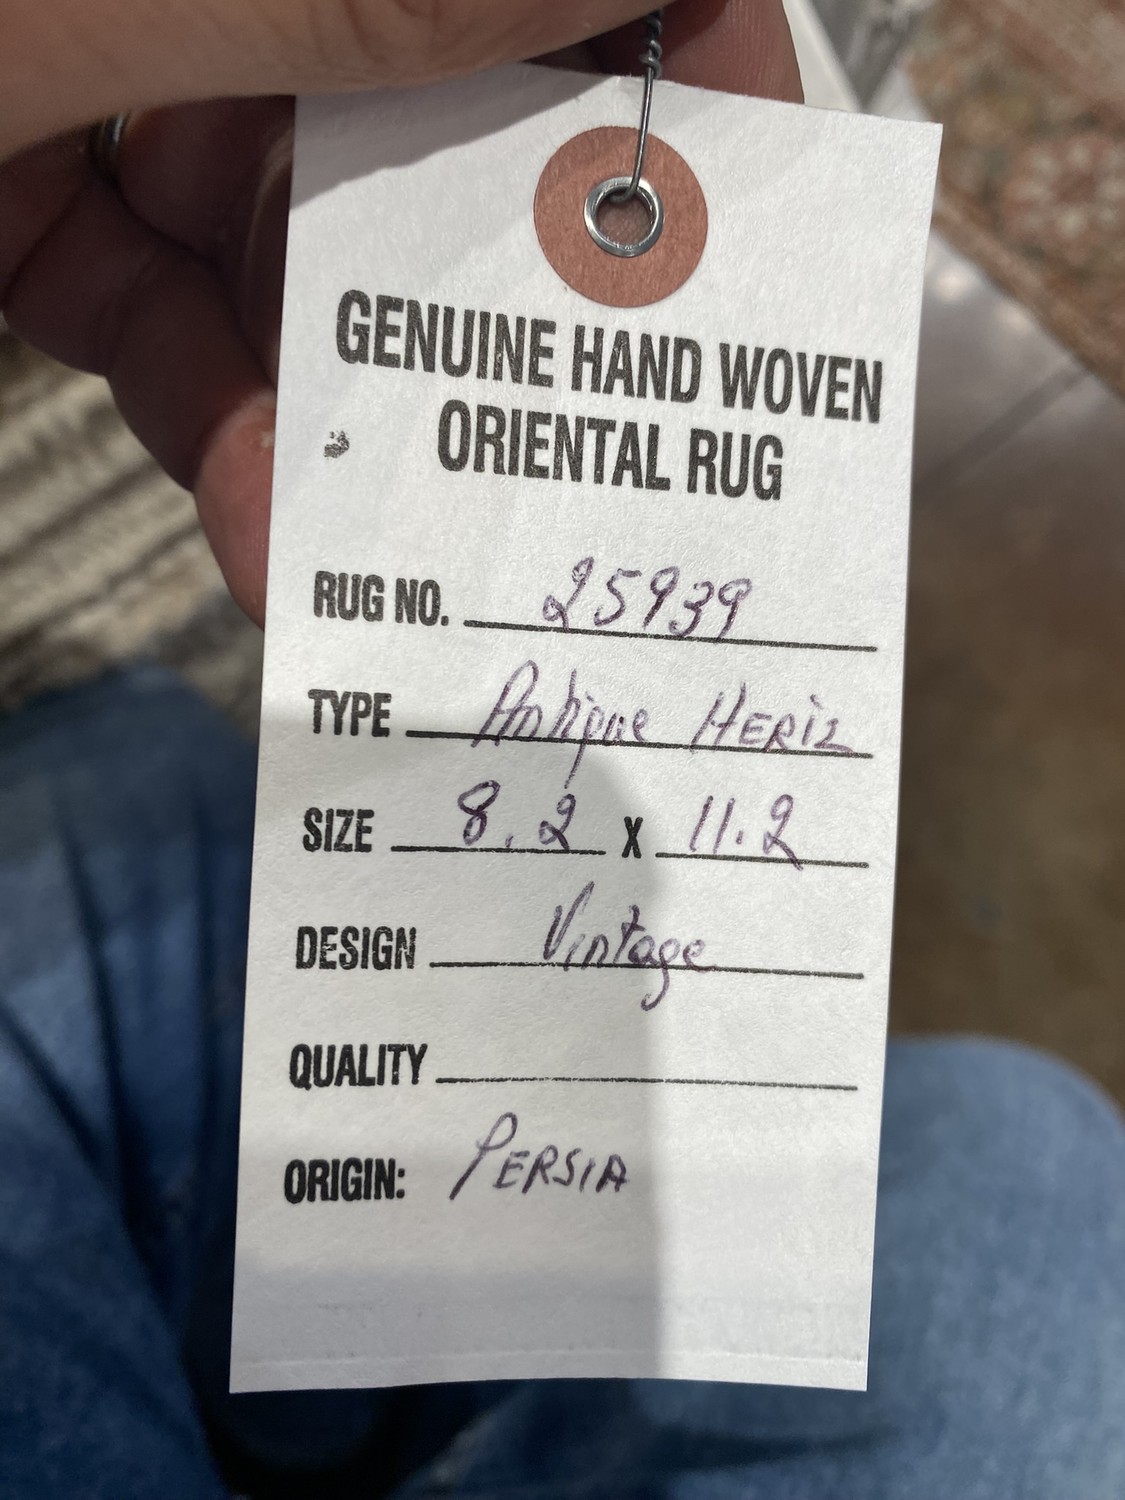 GENUINE HAND WOVEN
ORIENTAL RUG
RUG NO. 25939
TYPE Antique HERiz
SIZE 8.2 X 11.2
DESIGN Vintage
QUALITY
ORIGIN: PERSIA